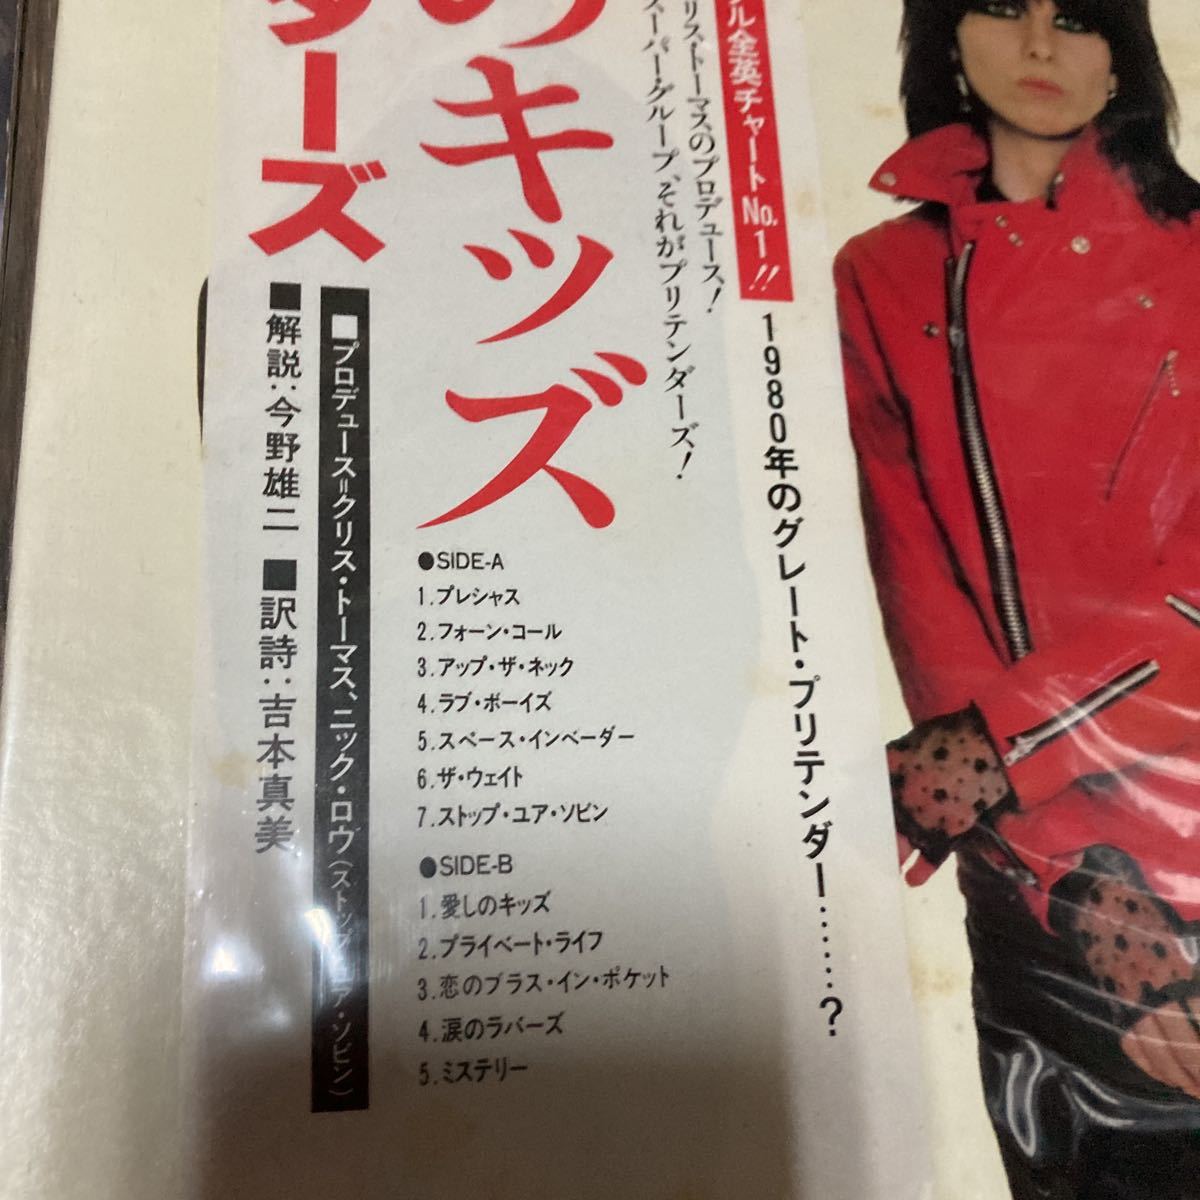 ル全英チャートNo.1!!
1980年のグレート・プリテンダー……?
リス・トーマスのプロデュース!
スーパー・グループ、それがプリテンダーズ!
のキッズ
ダーズ
●SIDE-A
1.プレシャス
2.フォーン・コール
3.アップ・ザ・ネック
4.ラブ・ボーイズ
5.スペース・インベーダー
6.ザ・ウェイト
7.ストップ・ユア・ソビン
●SIDE-B
1.愛しのキッズ
2.プライベート・ライフ
3.恋のブラス・イン・ポケット
4.涙のラバーズ
5.ミステリー
■プロデュース=クリス・トーマス、ニック・ロウ(ストップ・ユア・ソビン)
■解説:今野雄二 ■訳詩:吉本真美